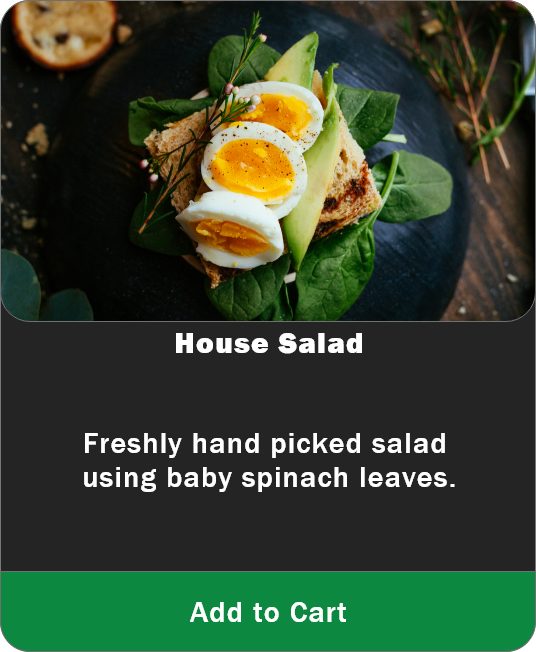 House Salad
Freshly hand picked salad
using baby spinach leaves.
Add to Cart